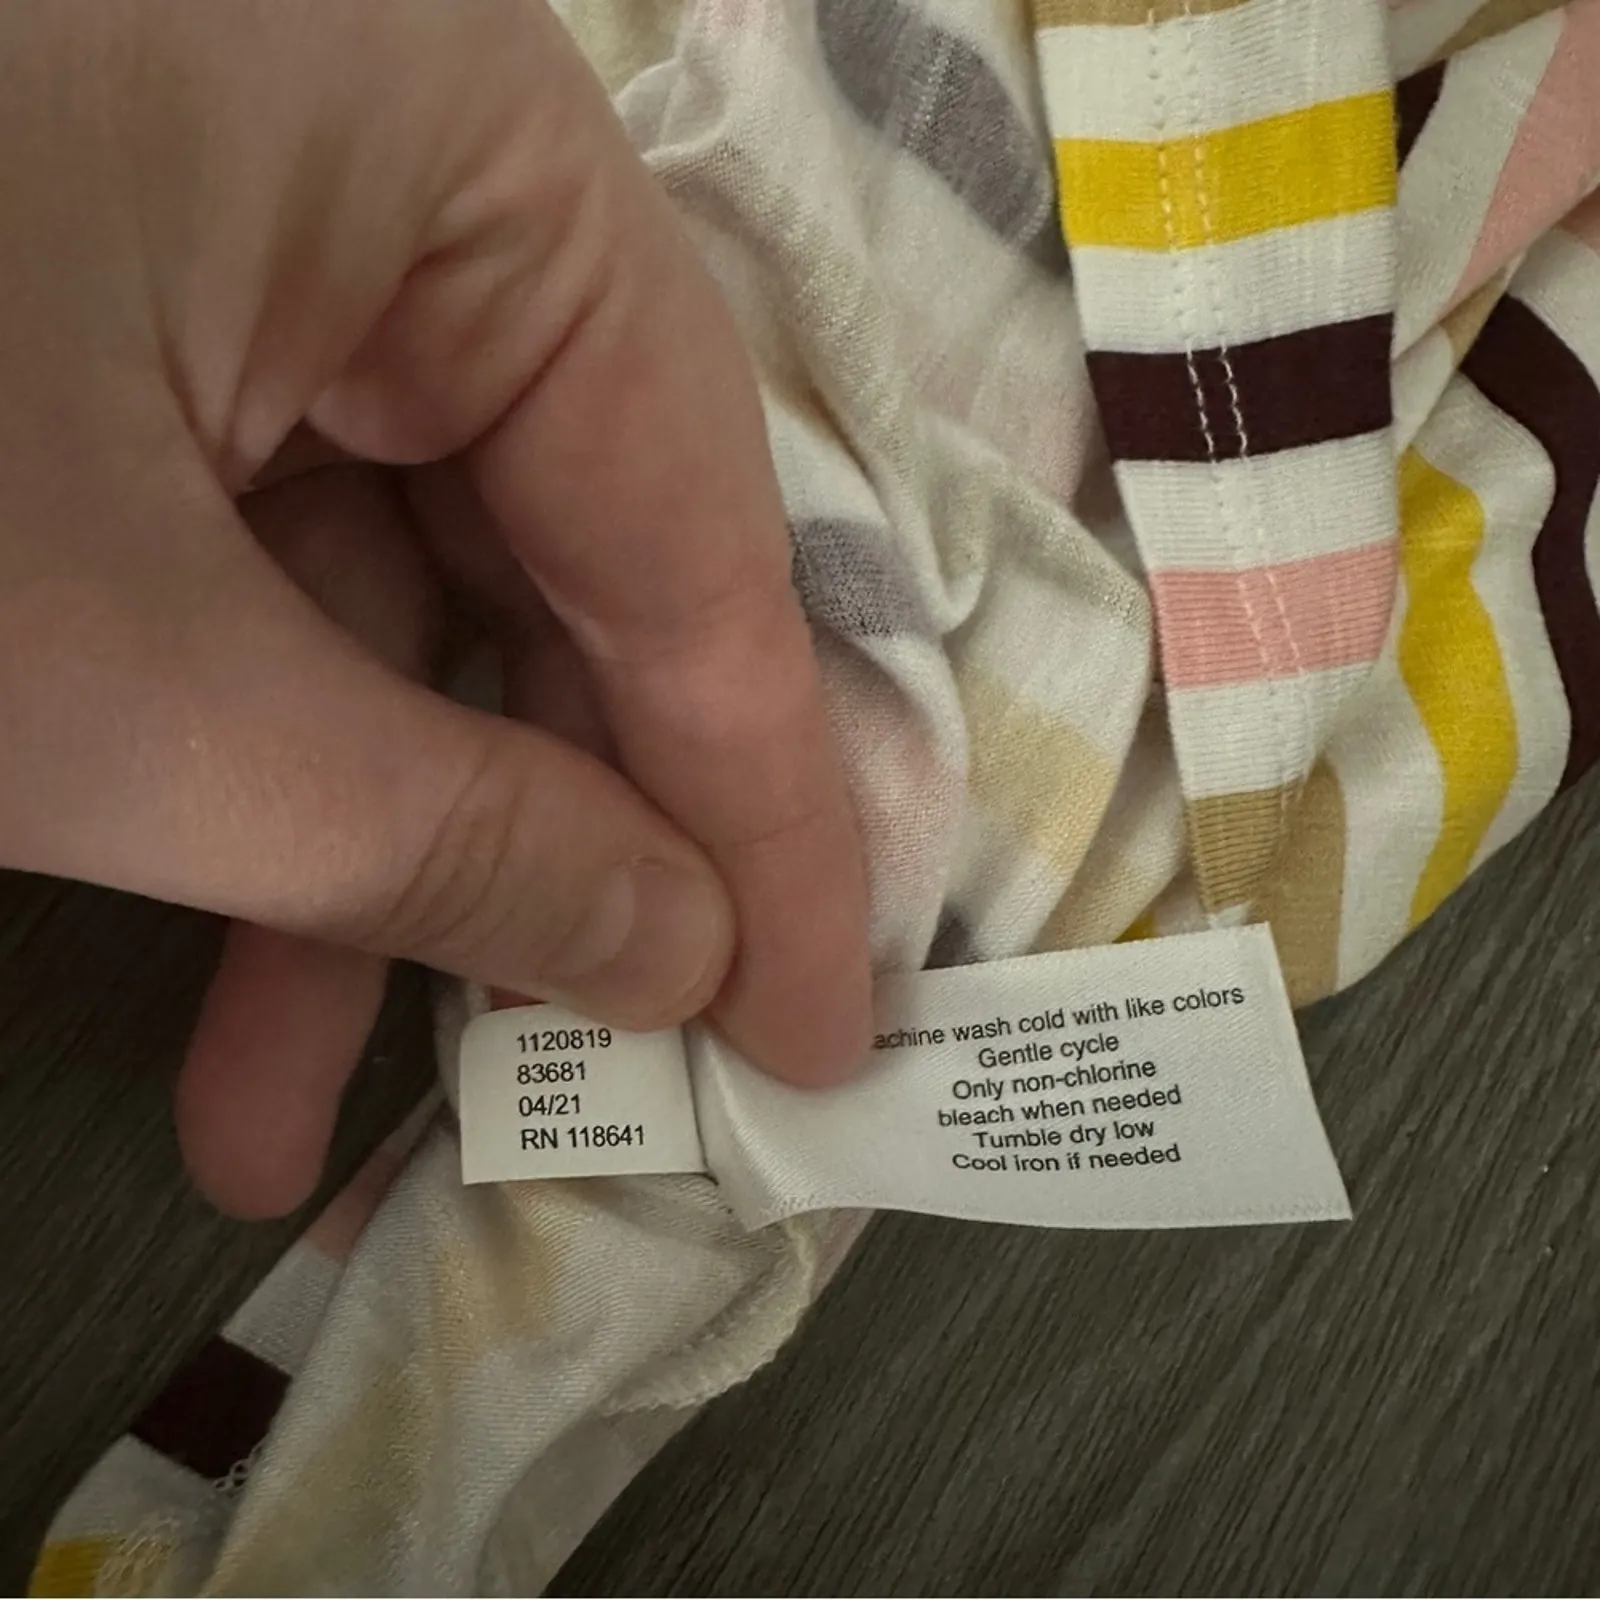 1120819
83681
04/21
RN 118641
achine wash cold with like colors
Gentle cycle
Only non-chlorine
bleach when needed
Tumble dry low
Cool iron if needed